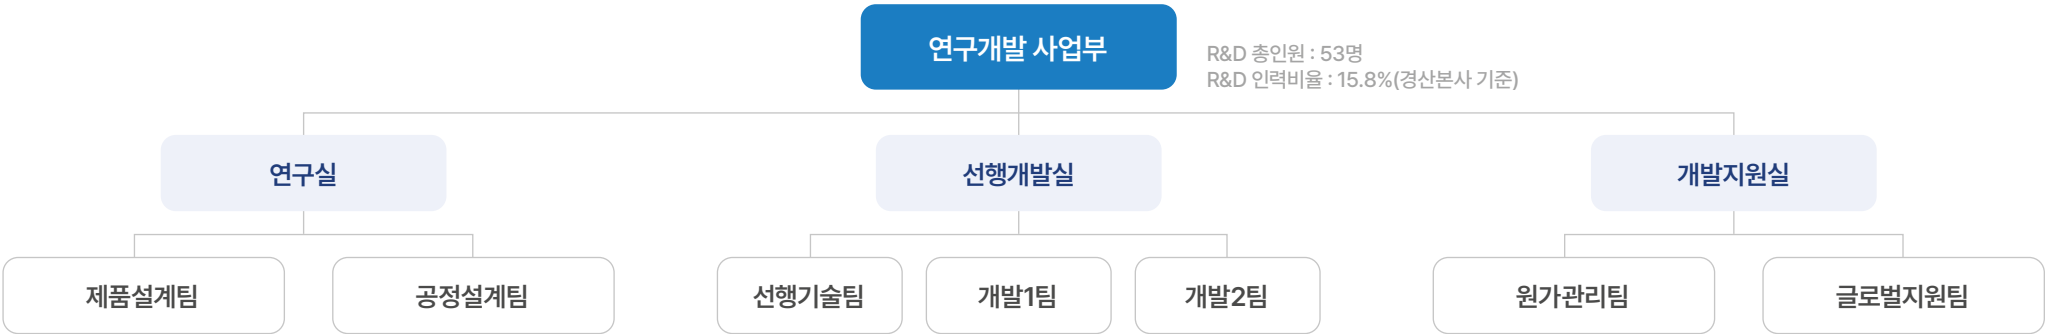 연구개발 사업부
R&D 총인원 : 53명
R&D 인력비율 : 15.8%(경산본사 기준)
연구실
선행개발실
개발지원실
제품설계팀
공정설계팀
선행기술팀
개발1팀
개발2팀
원가관리팀
글로벌지원팀